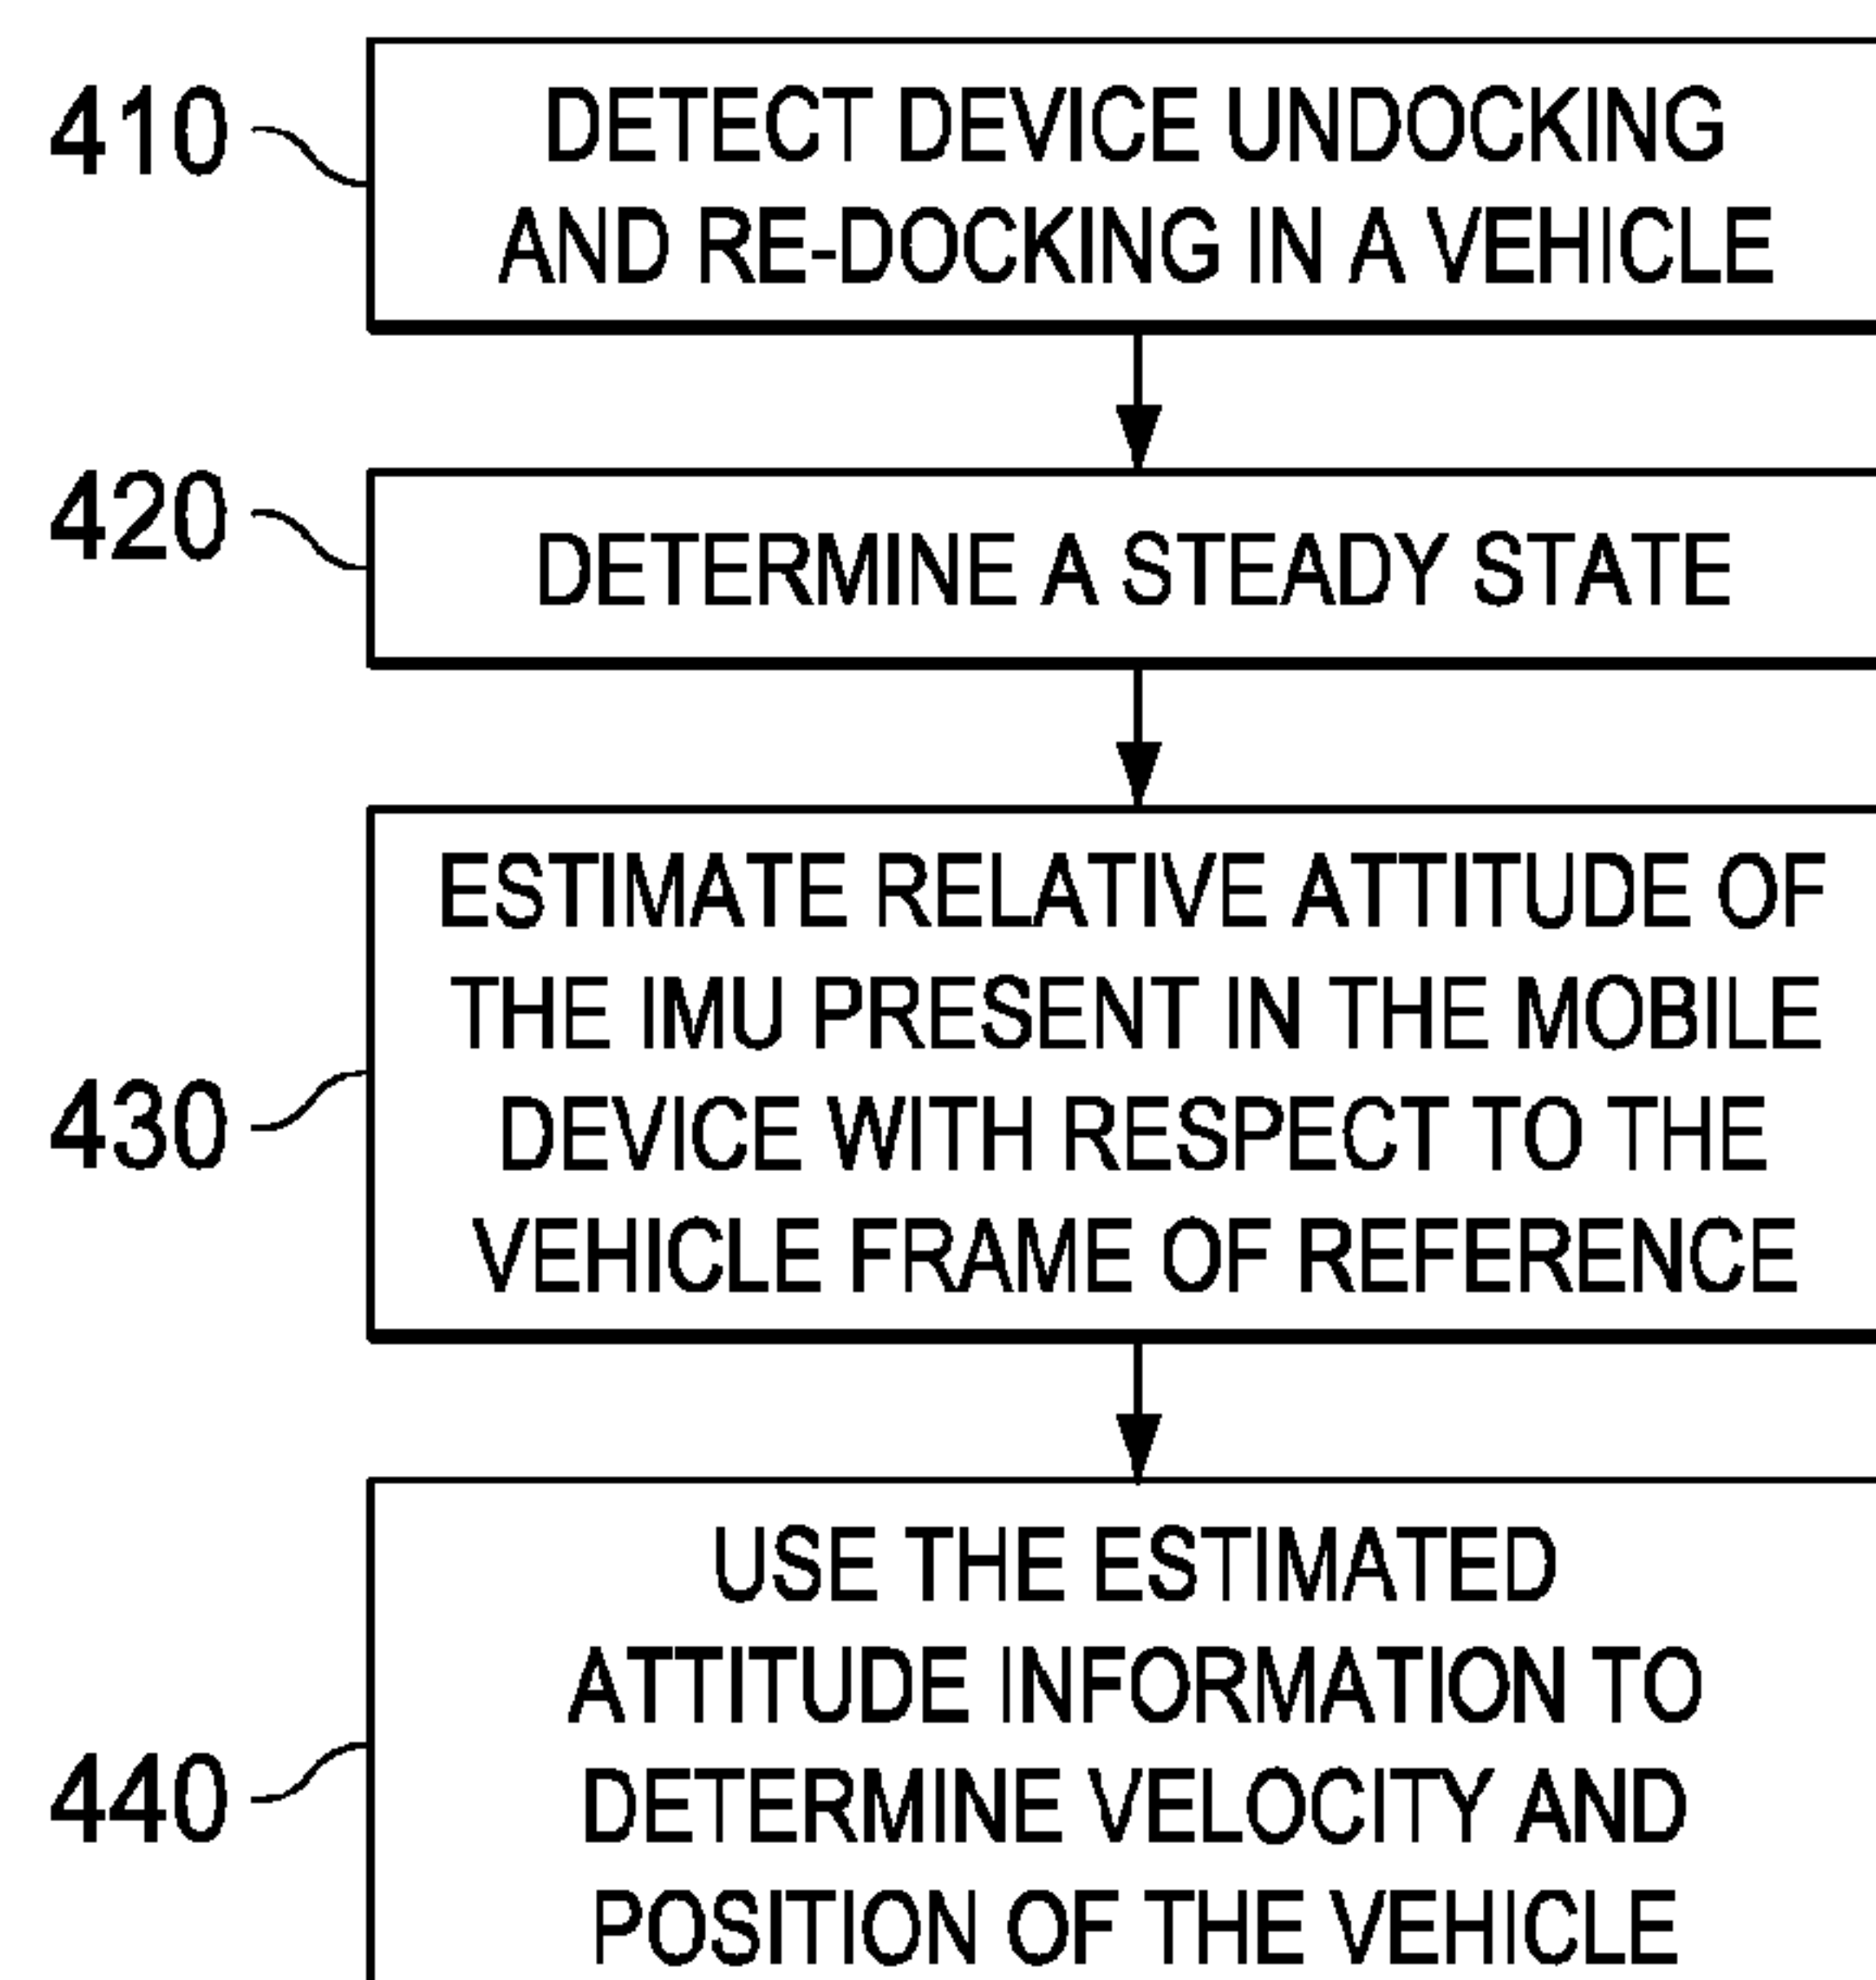 410
DETECT DEVICE UNDOCKING
AND RE-DOCKING IN A VEHICLE
420
DETERMINE A STEADY STATE
ESTIMATE RELATIVE ATTITUDE OF
THE IMU PRESENT IN THE MOBILE
430
DEVICE WITH RESPECT TO THE
VEHICLE FRAME OF REFERENCE
USE THE ESTIMATED
ATTITUDE INFORMATION TO
440
DETERMINE VELOCITY AND
POSITION OF THE VEHICLE